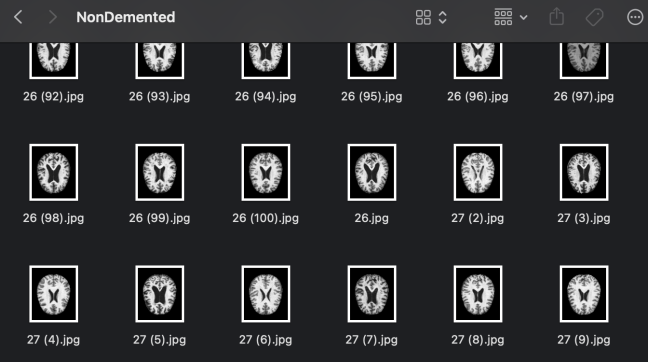 NonDemented
26 (92).jpg 26 (93).jpg 26 (94).jpg 26 (95).jpg 26 (96).jpg 26 (97).jpg
26 (98).jpg 26 (99).jpg 26 (100).jpg 26.jpg 27 (2).jpg 27 (3).jpg
27 (4).jpg 27 (5).jpg 27 (6).jpg 27 (7).jpg 27 (8).jpg 27 (9).jpg